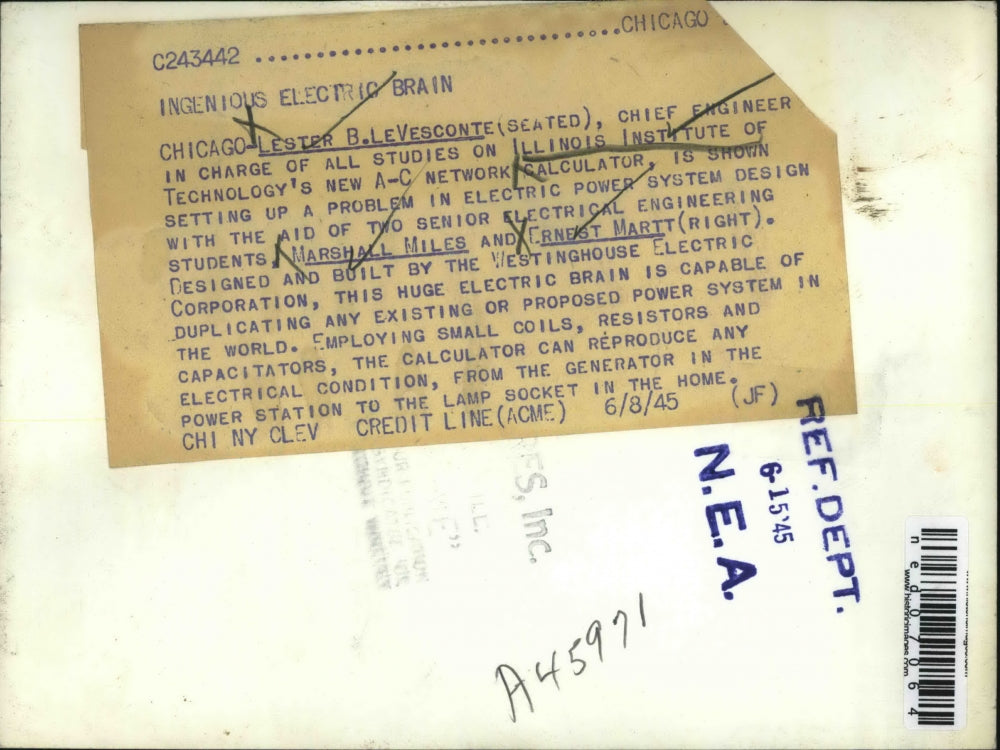 C243442 ........................................CHICAGO
INGENIOUS ELECTRIC BRAIN
CHICAGO-LESTER B.LEVESCONTE(SEATED), CHIEF ENGINEER
IN CHARGE OF ALL STUDIES ON ILLINOIS INSTITUTE OF
TECHNOLOGY'S NEW A-C NETWORK CALCULATOR, IS SHOWN
SETTING UP A PROBLEM IN ELECTRIC POWER SYSTEM DESIGN
WITH THE AID OF TWO SENIOR ELECTRICAL ENGINEERING
STUDENTS, MARSHALL MILES AND ERNEST MARTT(RIGHT).
DESIGNED AND BUILT BY THE WESTINGHOUSE ELECTRIC
CORPORATION, THIS HUGE ELECTRIC BRAIN IS CAPABLE OF
DUPLICATING ANY EXISTING OR PROPOSED POWER SYSTEM IN
THE WORLD. EMPLOYING SMALL COILS, RESISTORS AND
CAPACITATORS, THE CALCULATOR CAN REPRODUCE ANY
ELECTRICAL CONDITION, FROM THE GENERATOR IN THE
POWER STATION TO THE LAMP SOCKET IN THE HOME.
CHI NY CLEV CREDIT LINE(ACME) 6/8/45 (JF)
REF.DEPT.
6-15'45
N.E.A.
Inc.
ILL.
A45971
www.historicimages.com
ned07064